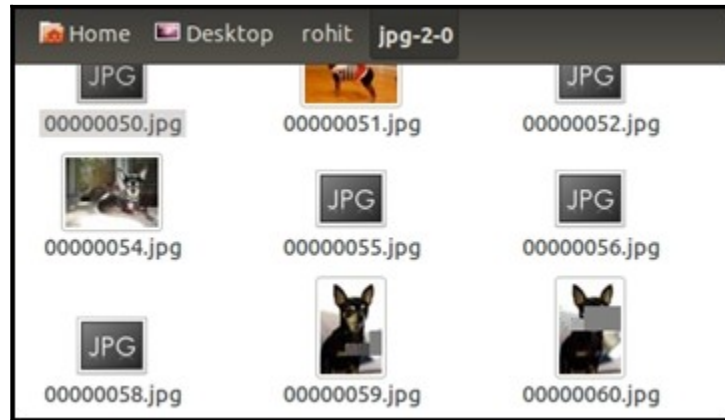 Home Desktop rohit jpg-2-0
JPG JPG
00000050.jpg 00000051.jpg 00000052.jpg
JPG JPG
00000054.jpg 00000055.jpg 00000056.jpg
JPG
00000058.jpg 00000059.jpg 00000060.jpg